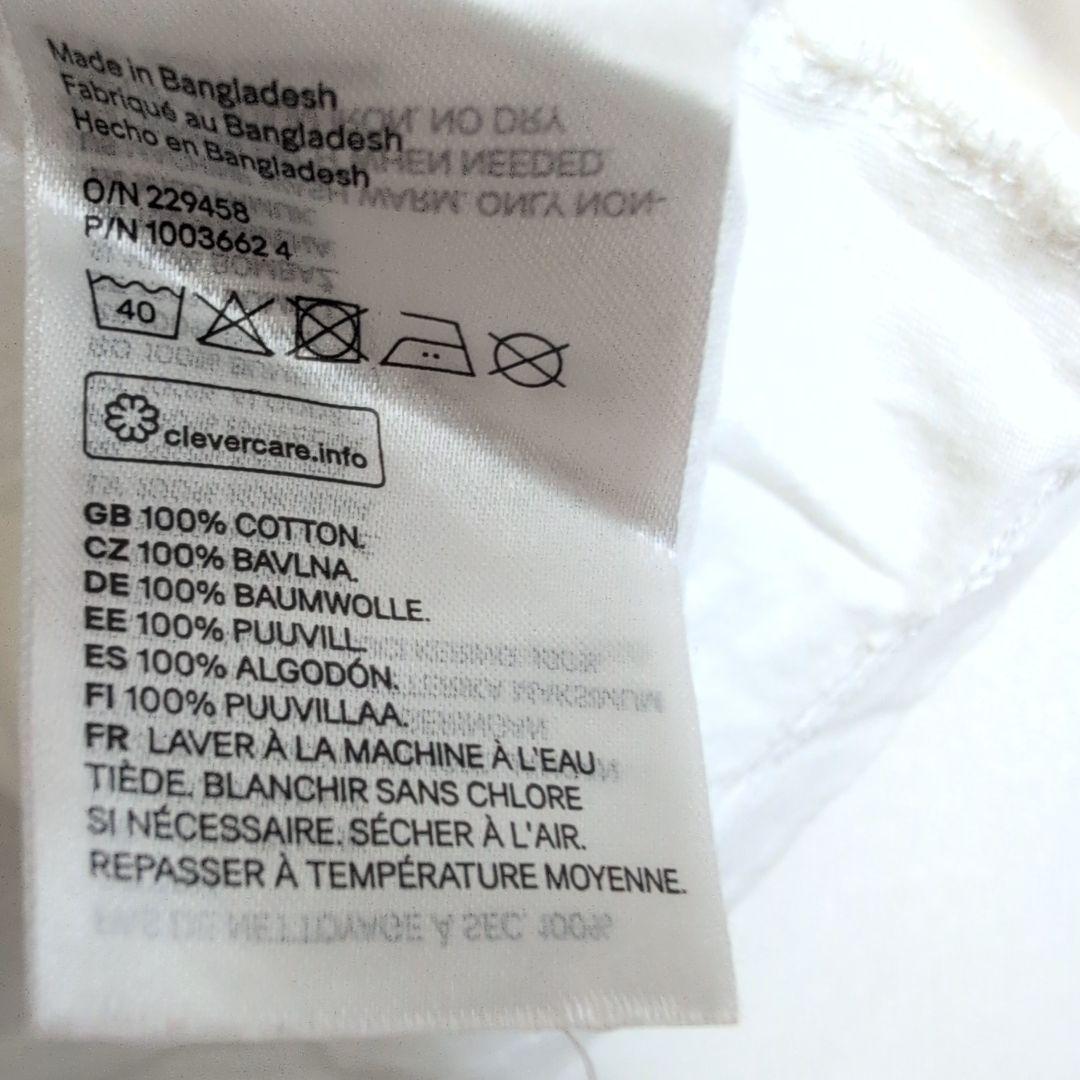 Made in Bangladesh
Fabriqué au Bangladesh
Hecho en Bangladesh
O/N 229458
P/N 1003662 4
40
clevercare.info
GB 100% COTTON.
CZ 100% BAVLNA.
DE 100% BAUMWOLLE.
EE 100% PUUVILL.
ES 100% ALGODÓN.
FI 100% PUUVILLAA.
FR LAVER À LA MACHINE À L'EAU
TIÈDE. BLANCHIR SANS CHLORE
SI NÉCESSAIRE. SÉCHER À L'AIR.
REPASSER À TEMPÉRATURE MOYENNE.